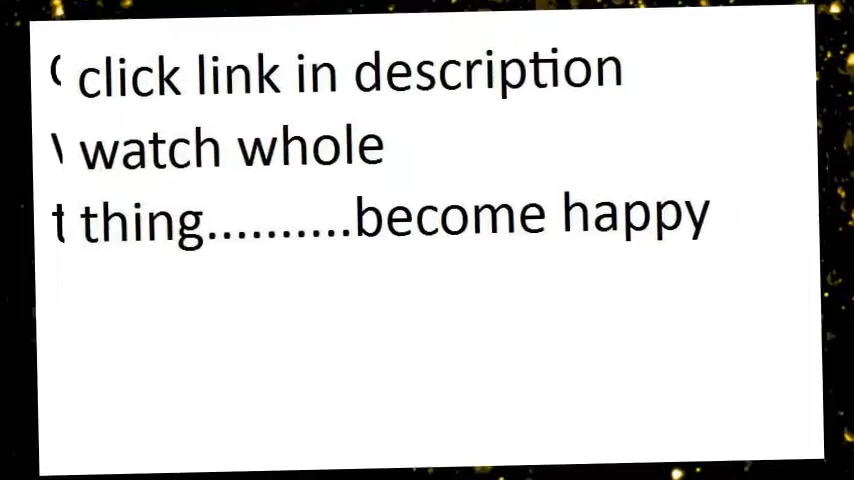 click link in description
watch whole
thing..........become happy